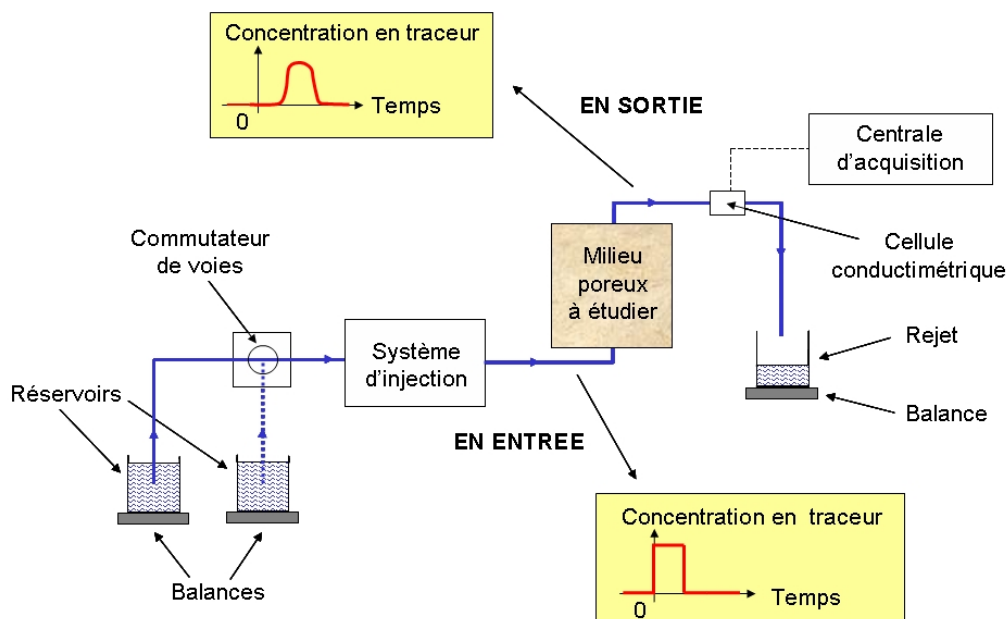 Concentration en traceur
Temps
0
EN SORTIE
Centrale
d'acquisition
Commutateur
de voies
Milieu
poreux
à étudier
Cellule
conductimétrique
Système
d'injection
Rejet
Réservoirs
Balance
EN ENTREE
Concentration en traceur
Balances
Temps
0